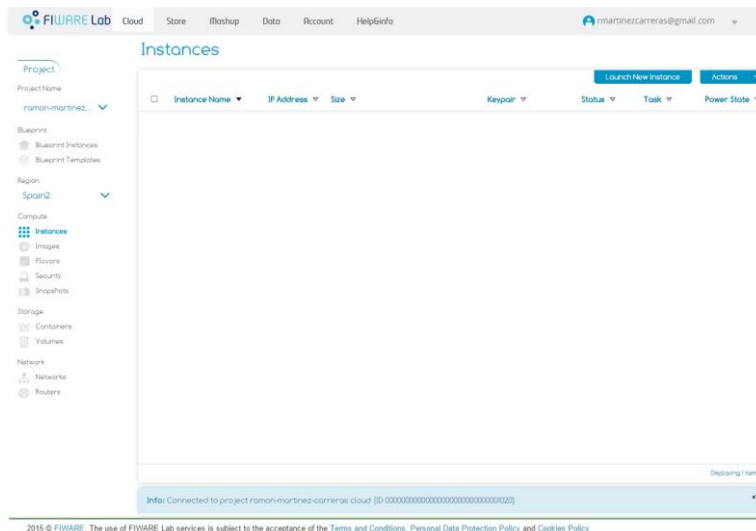 FIWARE Lab Cloud Store Mashup Data Account Help&info rmartinezcarreras@gmail.com
Instances
Project
Project Name
ramon-martinez...
Blueprint
Blueprint Instances
Blueprint Templates
Region
Spain2
Compute
Instances
Images
Flavors
Security
Snapshots
Storage
Containers
Volumes
Network
Networks
Routers
Launch New Instance Actions
Instance Name IP Address Size Keypair Status Task Power State
Displaying 1 item
Info: Connected to project ramon-martinez-carreras cloud
2015 © FIWARE. The use of FIWARE Lab services is subject to the acceptance of the Terms and Conditions, Personal Data Protection Policy and Cookies Policy